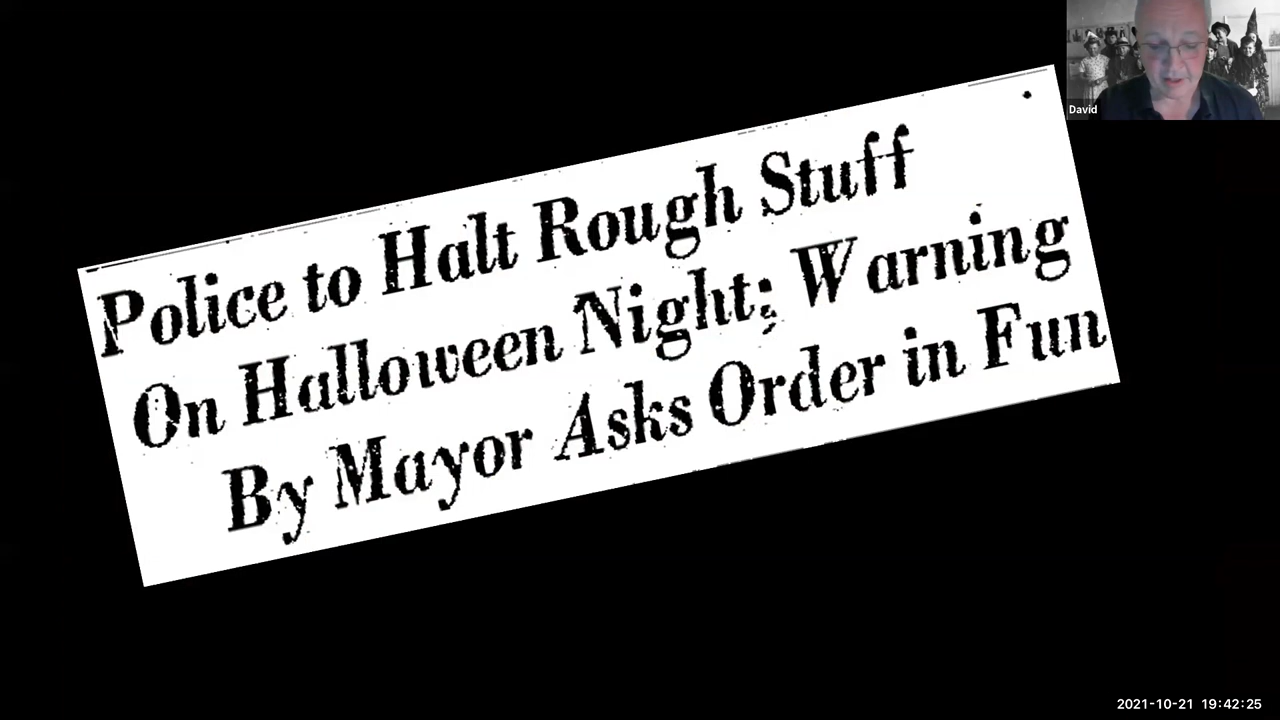 Police to Halt Rough Stuff
On Halloween Night; Warning
By Mayor Asks Order in Fun
David
2021-10-21 19:42:25